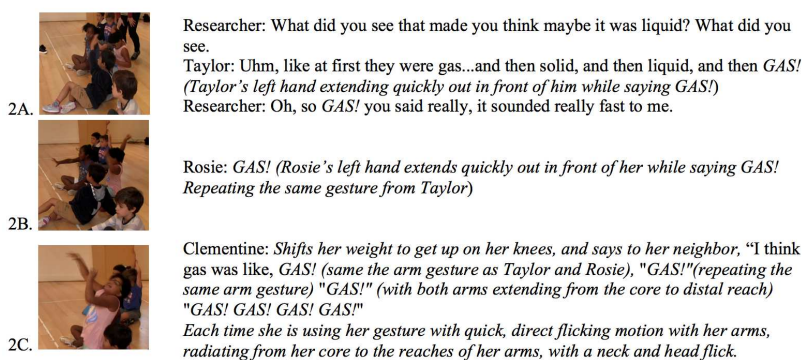 Researcher: What did you see that made you think maybe it was liquid? What did you
see.
Taylor: Uhm, like at first they were gas...and then solid, and then liquid, and then GAS!
(Taylor's left hand extending quickly out in front of him while saying GAS!)
2A. Researcher: Oh, so GAS! you said really, it sounded really fast to me.
Rosie: GAS! (Rosie's left hand extends quickly out in front of her while saying GAS!
Repeating the same gesture from Taylor)
2B.
Clementine: Shifts her weight to get up on her knees, and says to her neighbor, "I think
gas was like, GAS! (same the arm gesture as Taylor and Rosie), "GAS!"(repeating the
same arm gesture) "GAS!" (with both arms extending from the core to distal reach)
"GAS! GAS! GAS! GAS!"
Each time she is using her gesture with quick, direct flicking motion with her arms,
2C. radiating from her core to the reaches of her arms, with a neck and head flick.